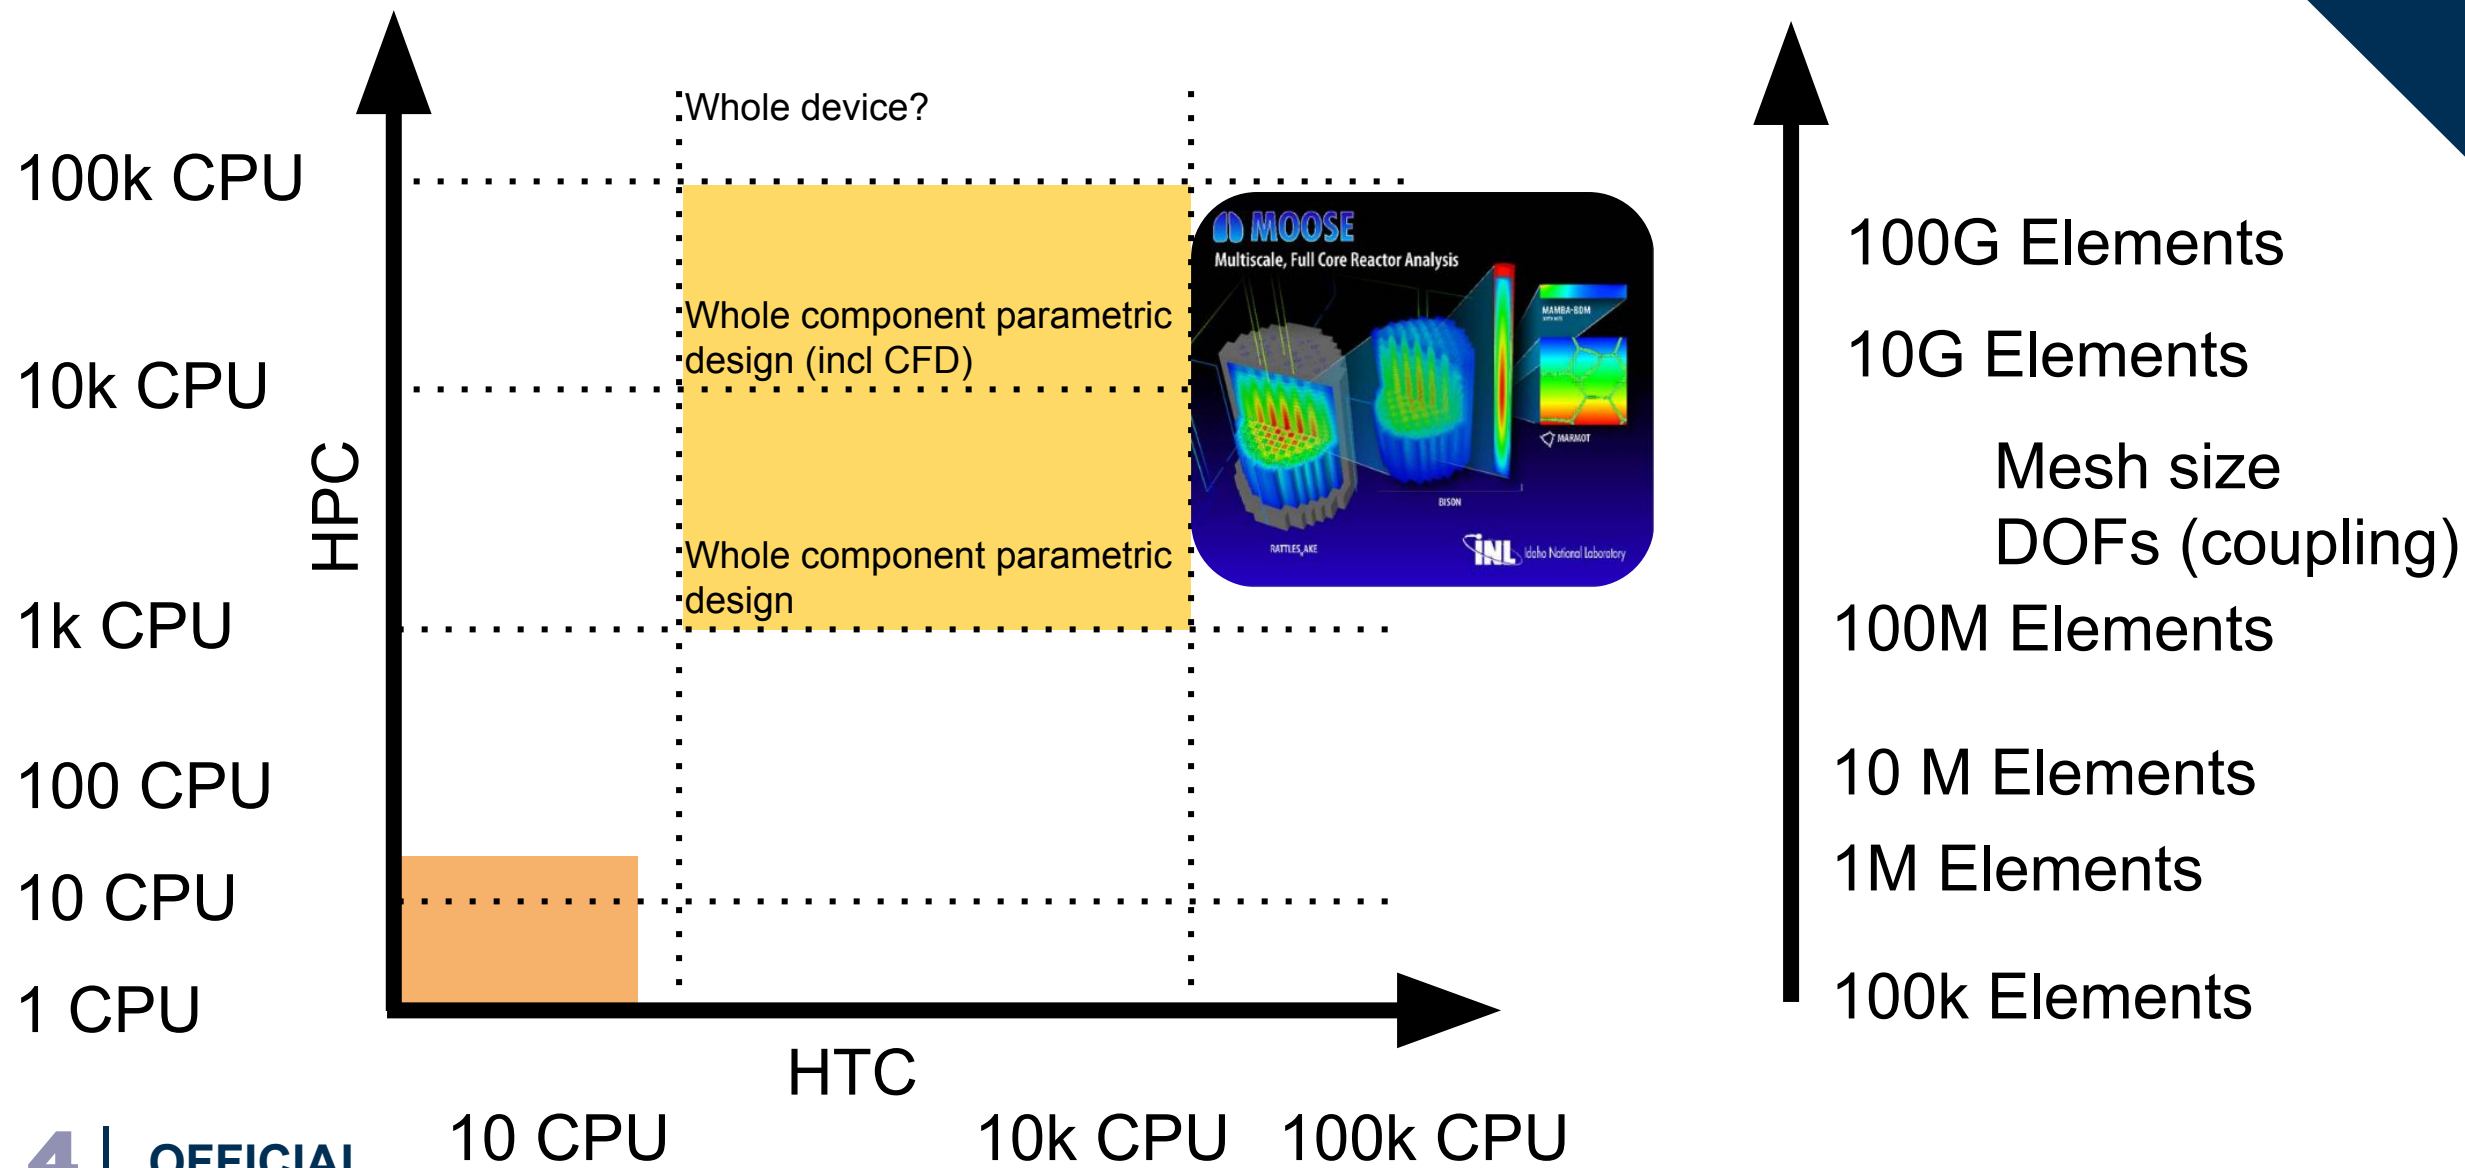 Whole device?
100k CPU
10k CPU
HPC
1k CPU
100 CPU
10 CPU
1 CPU
Whole component parametric
design (incl CFD)
Whole component parametric
design
MOOSE
Multiscale, Full Core Reactor Analysis
MAMBA-BDM
MARMOT
BISON
RATTLES AKE
INL Idaho National Laboratory
100G Elements
10G Elements
Mesh size
DOFs (coupling)
100M Elements
10 M Elements
1M Elements
100k Elements
HTC
10 CPU
10k CPU
100k CPU
4 | OFFICIAL